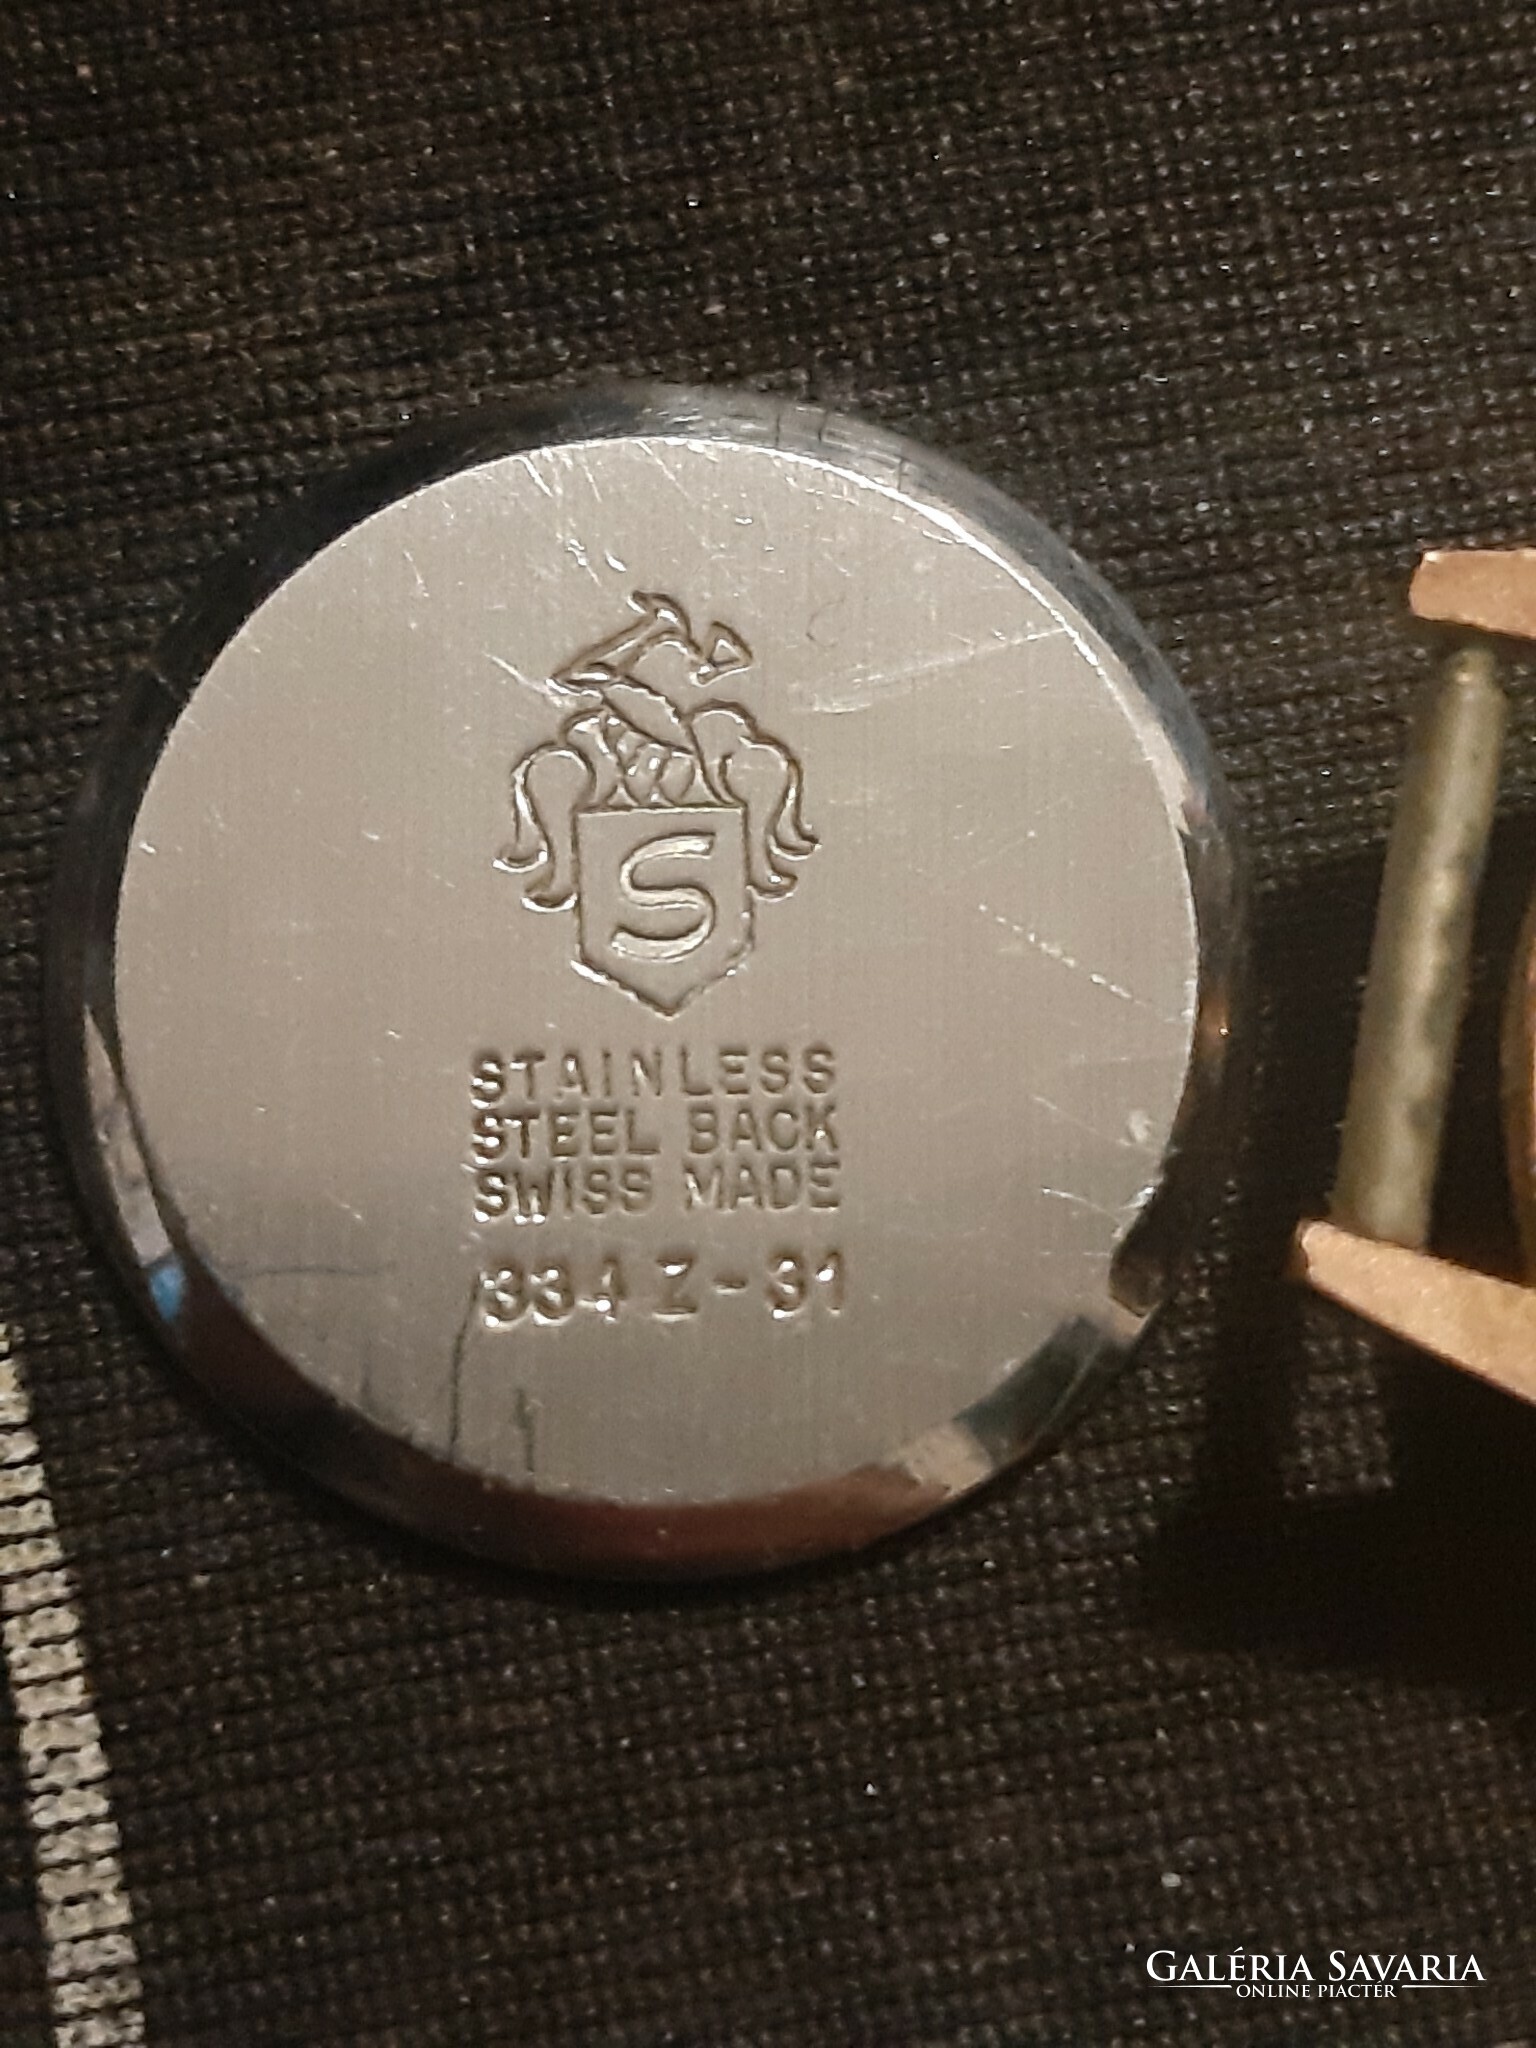 S
STAINLESS
STEEL BACK
SWISS MADE
334 Z-31
GALÉRIA SAVARIA
ONLINE PIACTÉR